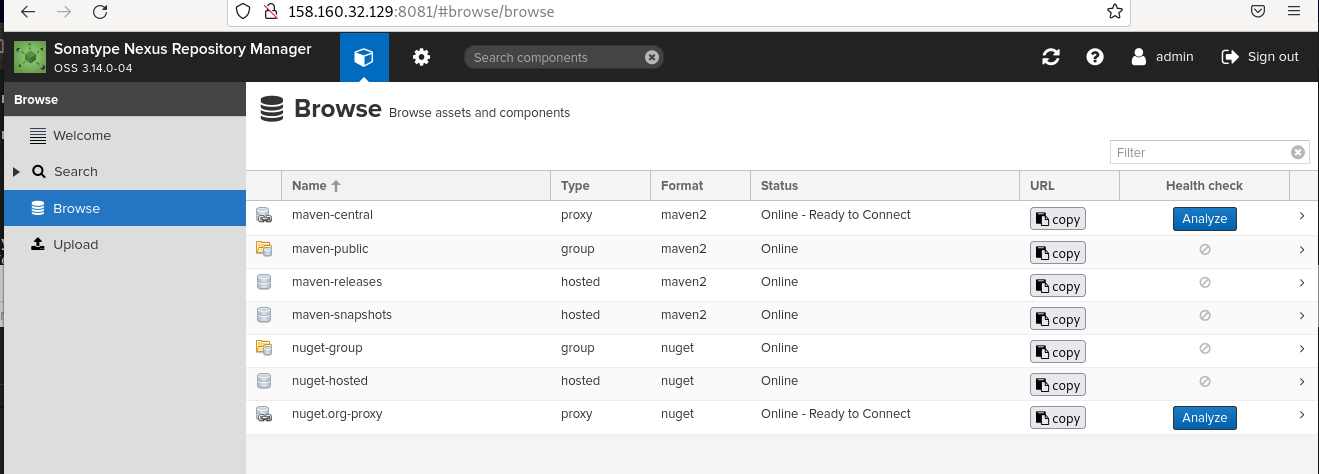 158.160.32.129:8081/#browse/browse
Sonatype Nexus Repository Manager
OSS 3.14.0-04
Search components
admin
Sign out
Browse
Welcome
Search
Browse
Upload
Browse Browse assets and components
Filter
Name Type Format Status URL Health check
maven-central proxy maven2 Online - Ready to Connect copy Analyze
maven-public group maven2 Online copy
maven-releases hosted maven2 Online copy
maven-snapshots hosted maven2 Online copy
nuget-group group nuget Online copy
nuget-hosted hosted nuget Online copy
nuget.org-proxy proxy nuget Online - Ready to Connect copy Analyze